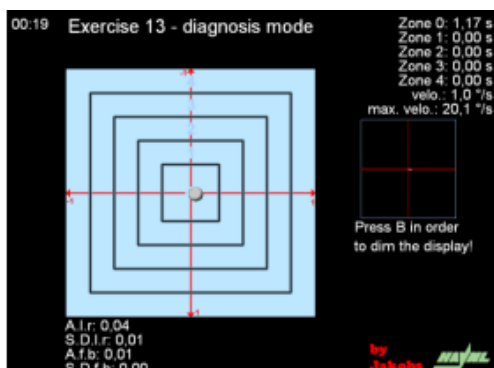 00:19
Exercise 13 - diagnosis mode
Zone 0: 1,17 s
Zone 1: 0,00 s
Zone 2: 0,00 s
Zone 3: 0,00 s
Zone 4: 0,00 s
velo.: 1,0 °/s
max. velo.: 20,1 °/s
Press B in order
to dim the display!
A.l.r: 0,04
S.D.l.r: 0,01
A.f.b: 0,01
S.D.f.b: 0,00
by
Jakobs